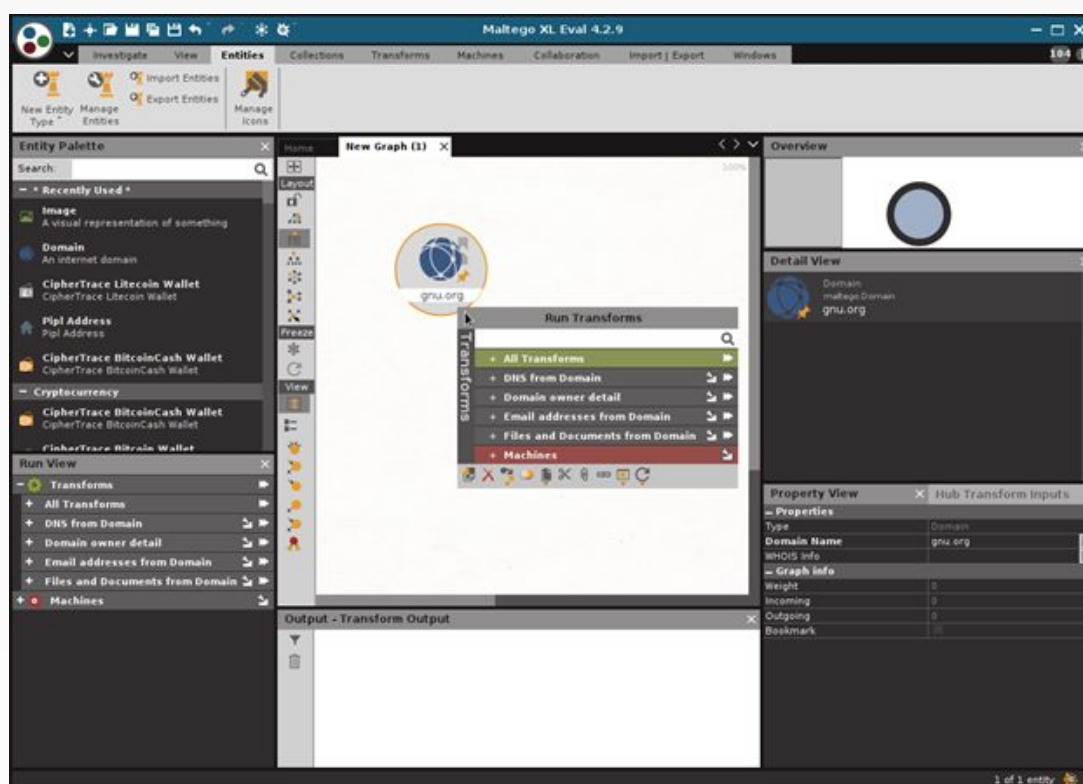 Maltego XL Eval 4.2.9
Investigate View Entities Collections Transforms Machines Collaboration Import | Export Windows
104
New Entity Type
Manage Entities
Import Entities
Export Entities
Manage Icons
Entity Palette
Search:
* Recently Used *
Image
A visual representation of something
Domain
An internet domain
CipherTrace Litecoin Wallet
CipherTrace Litecoin Wallet
Pipl Address
Pipl Address
CipherTrace BitcoinCash Wallet
CipherTrace BitcoinCash Wallet
Cryptocurrency
CipherTrace BitcoinCash Wallet
CipherTrace BitcoinCash Wallet
CipherTrace Bitcoin Wallet
Run View
Transforms
All Transforms
DNS from Domain
Domain owner detail
Email addresses from Domain
Files and Documents from Domain
Machines
Home New Graph (1)
Layout
Freeze
View
100%
gnu.org
Run Transforms
Transforms
All Transforms
DNS from Domain
Domain owner detail
Email addresses from Domain
Files and Documents from Domain
Machines
Output - Transform Output
Overview
Detail View
Domain
maltego.Domain
gnu.org
Property View Hub Transform Inputs
Properties
Type Domain
Domain Name gnu.org
WHOIS Info
Graph info
Weight 0
Incoming 0
Outgoing 0
Bookmark
1 of 1 entity